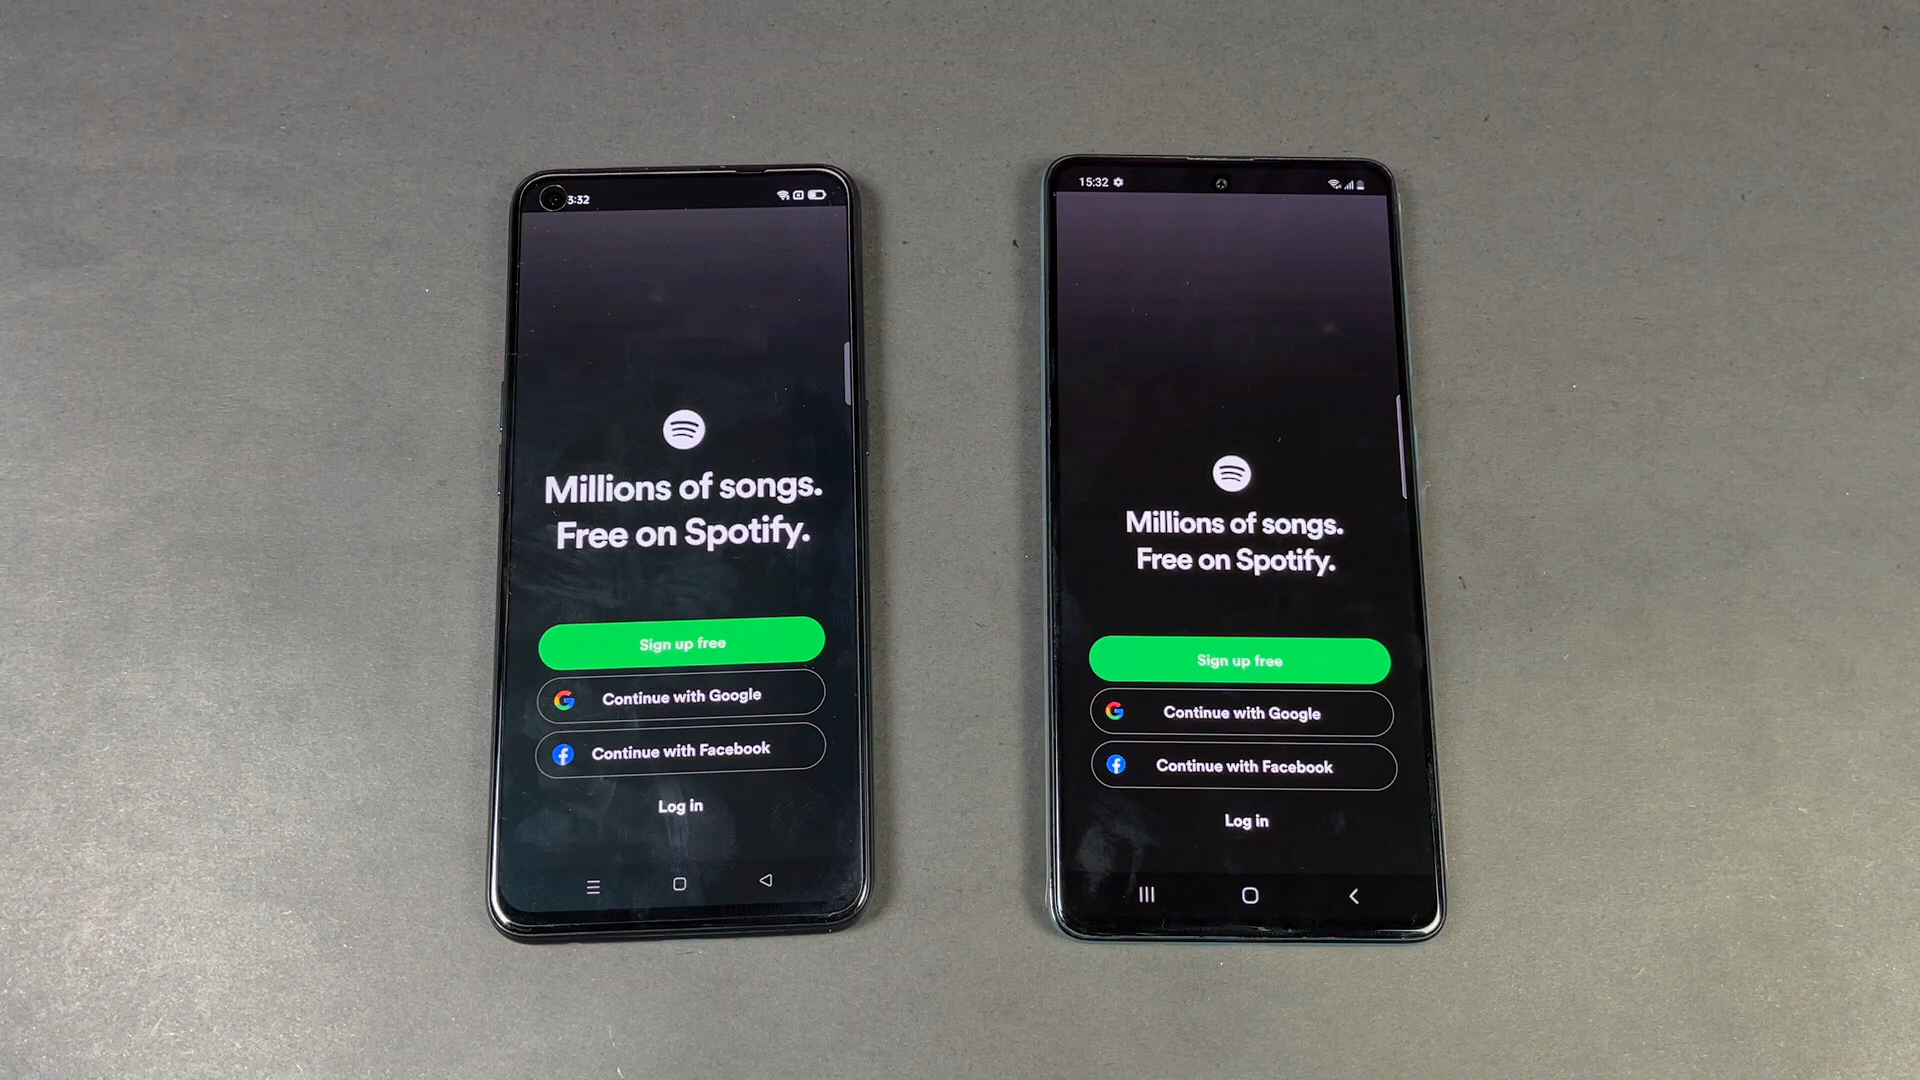 3:32
Millions of songs.
Free on Spotify.
Sign up free
Continue with Google
Continue with Facebook
Log in
15:32
Millions of songs.
Free on Spotify.
Sign up free
Continue with Google
Continue with Facebook
Log in